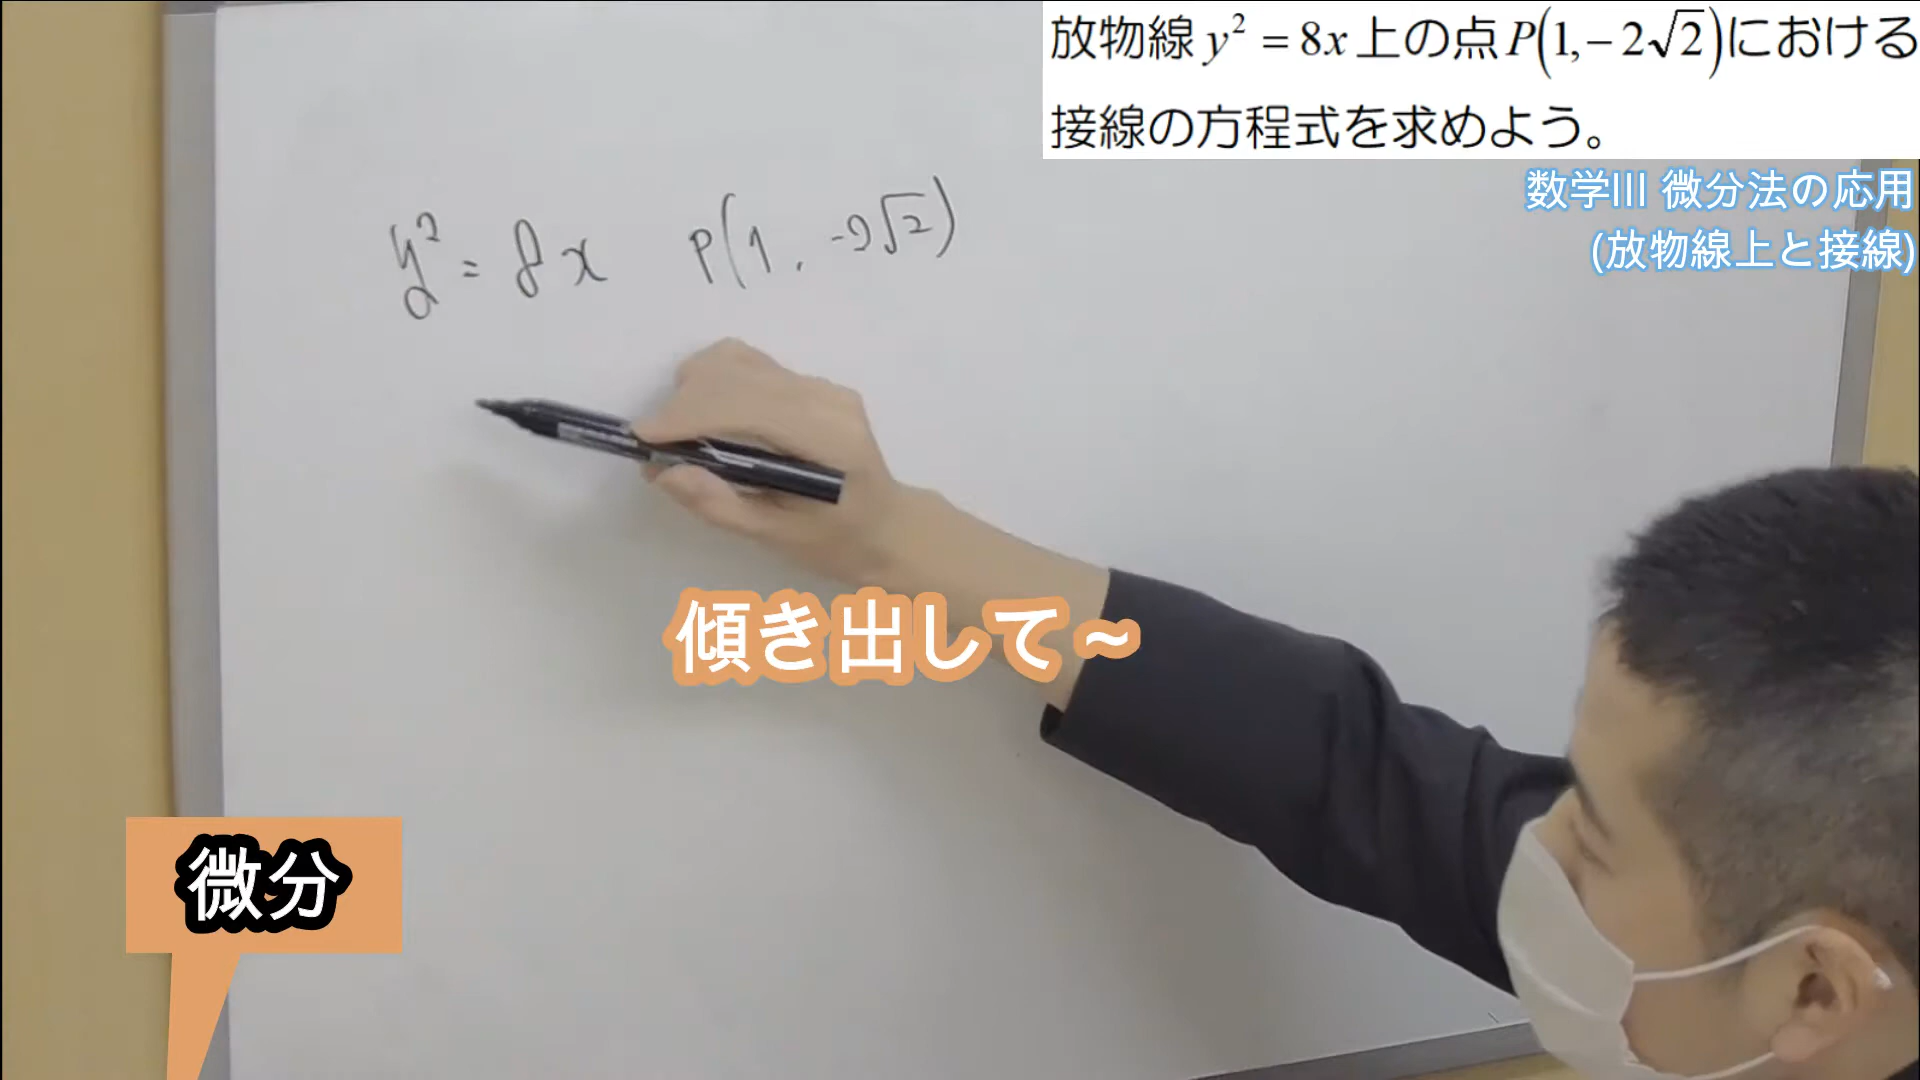 放物線 y² = 8x 上の点 P(1, −2√2)における
接線の方程式を求めよう。
数学III 微分法の応用
(放物線上と接線)
y² = 8x P(1, -2√2)
傾き出して~
微分